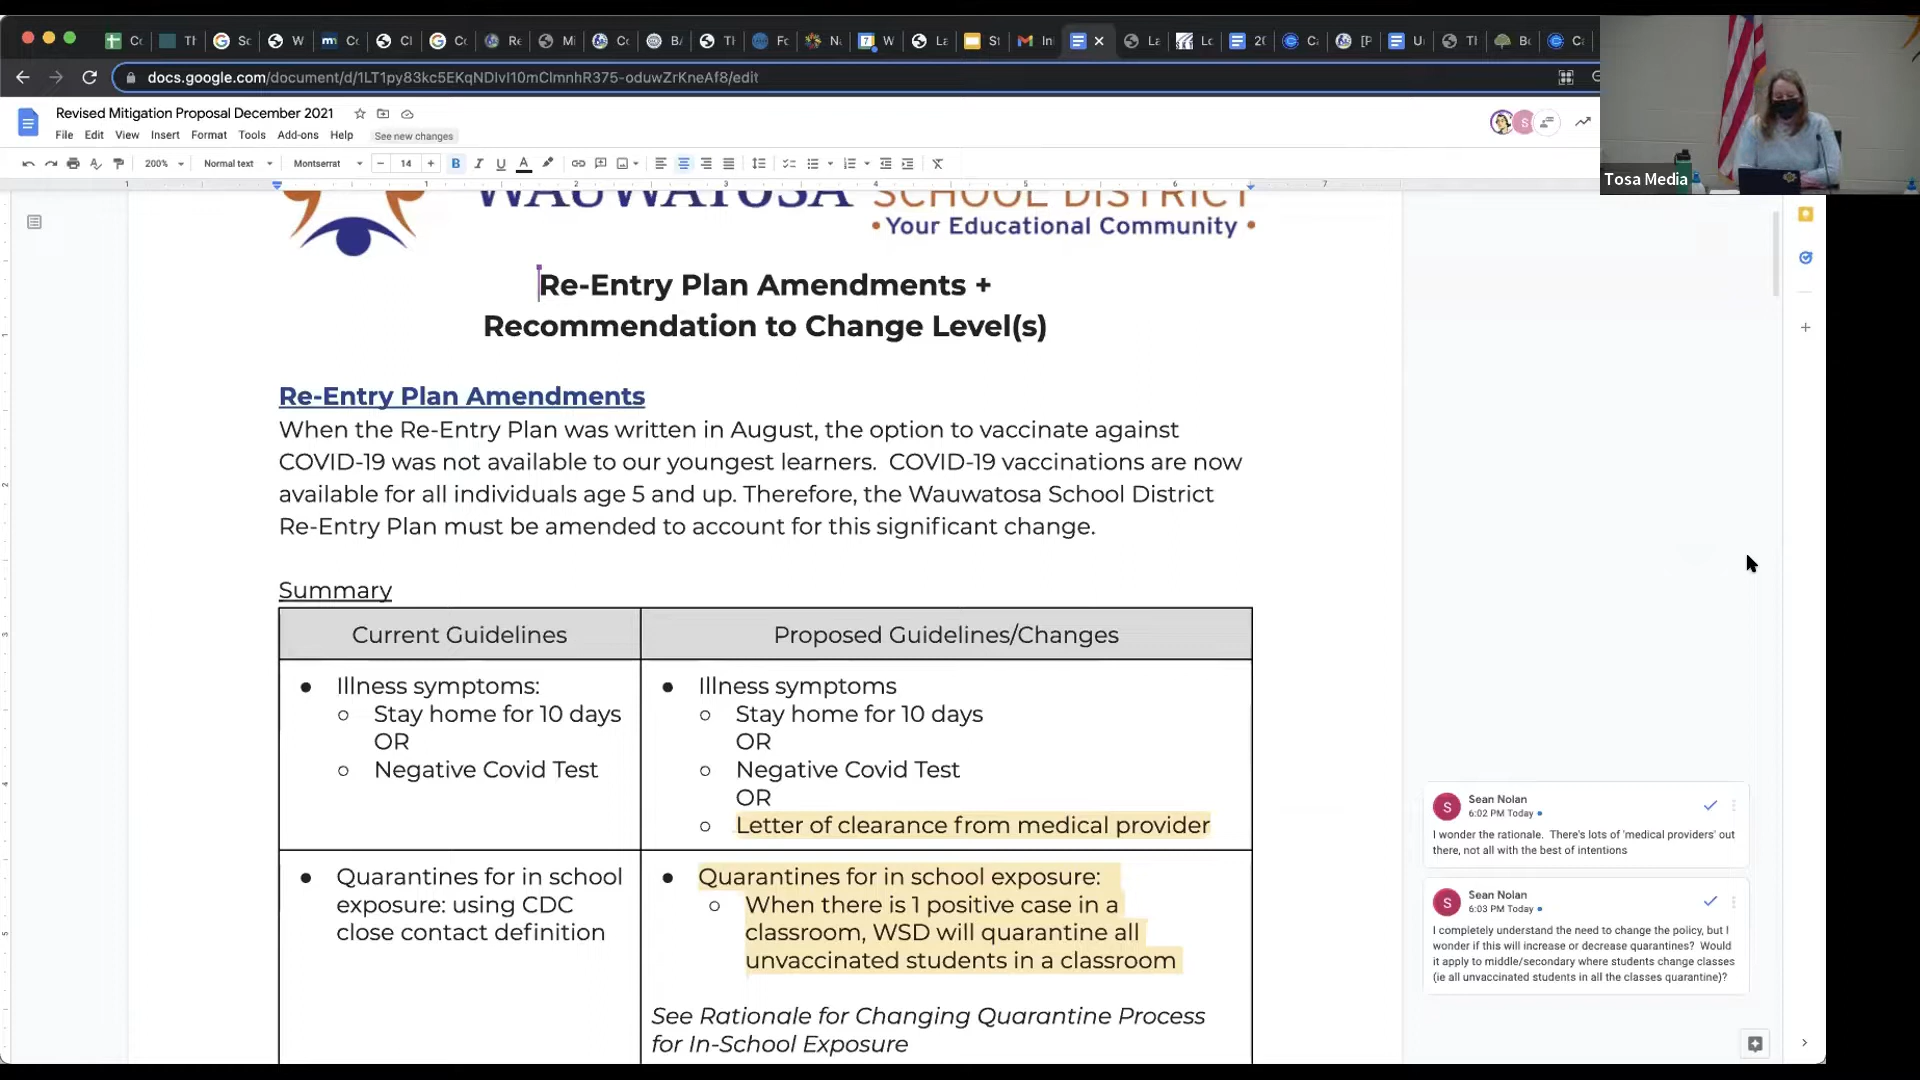 docs.google.com/document/d/1LT1py83kc5EKqNDIvI10mClmnhR375-oduwZrKneAf8/edit
Revised Mitigation Proposal December 2021
File Edit View Insert Format Tools Add-ons Help See new changes
200% Normal text Montserrat 14
Tosa Media
WAUWATOSA SCHOOL DISTRICT
• Your Educational Community •
Re-Entry Plan Amendments +
Recommendation to Change Level(s)
Re-Entry Plan Amendments
When the Re-Entry Plan was written in August, the option to vaccinate against
COVID-19 was not available to our youngest learners. COVID-19 vaccinations are now
available for all individuals age 5 and up. Therefore, the Wauwatosa School District
Re-Entry Plan must be amended to account for this significant change.
Summary
Current Guidelines
Proposed Guidelines/Changes
● Illness symptoms:
○ Stay home for 10 days
OR
○ Negative Covid Test
● Illness symptoms
○ Stay home for 10 days
OR
○ Negative Covid Test
OR
○ Letter of clearance from medical provider
● Quarantines for in school
exposure: using CDC
close contact definition
● Quarantines for in school exposure:
○ When there is 1 positive case in a
classroom, WSD will quarantine all
unvaccinated students in a classroom
See Rationale for Changing Quarantine Process
for In-School Exposure
S
Sean Nolan
6:02 PM Today
I wonder the rationale. There's lots of 'medical providers' out
there, not all with the best of intentions
S
Sean Nolan
6:03 PM Today
I completely understand the need to change the policy, but I
wonder if this will increase or decrease quarantines? Would
it apply to middle/secondary where students change classes
(ie all unvaccinated students in all the classes quarantine)?